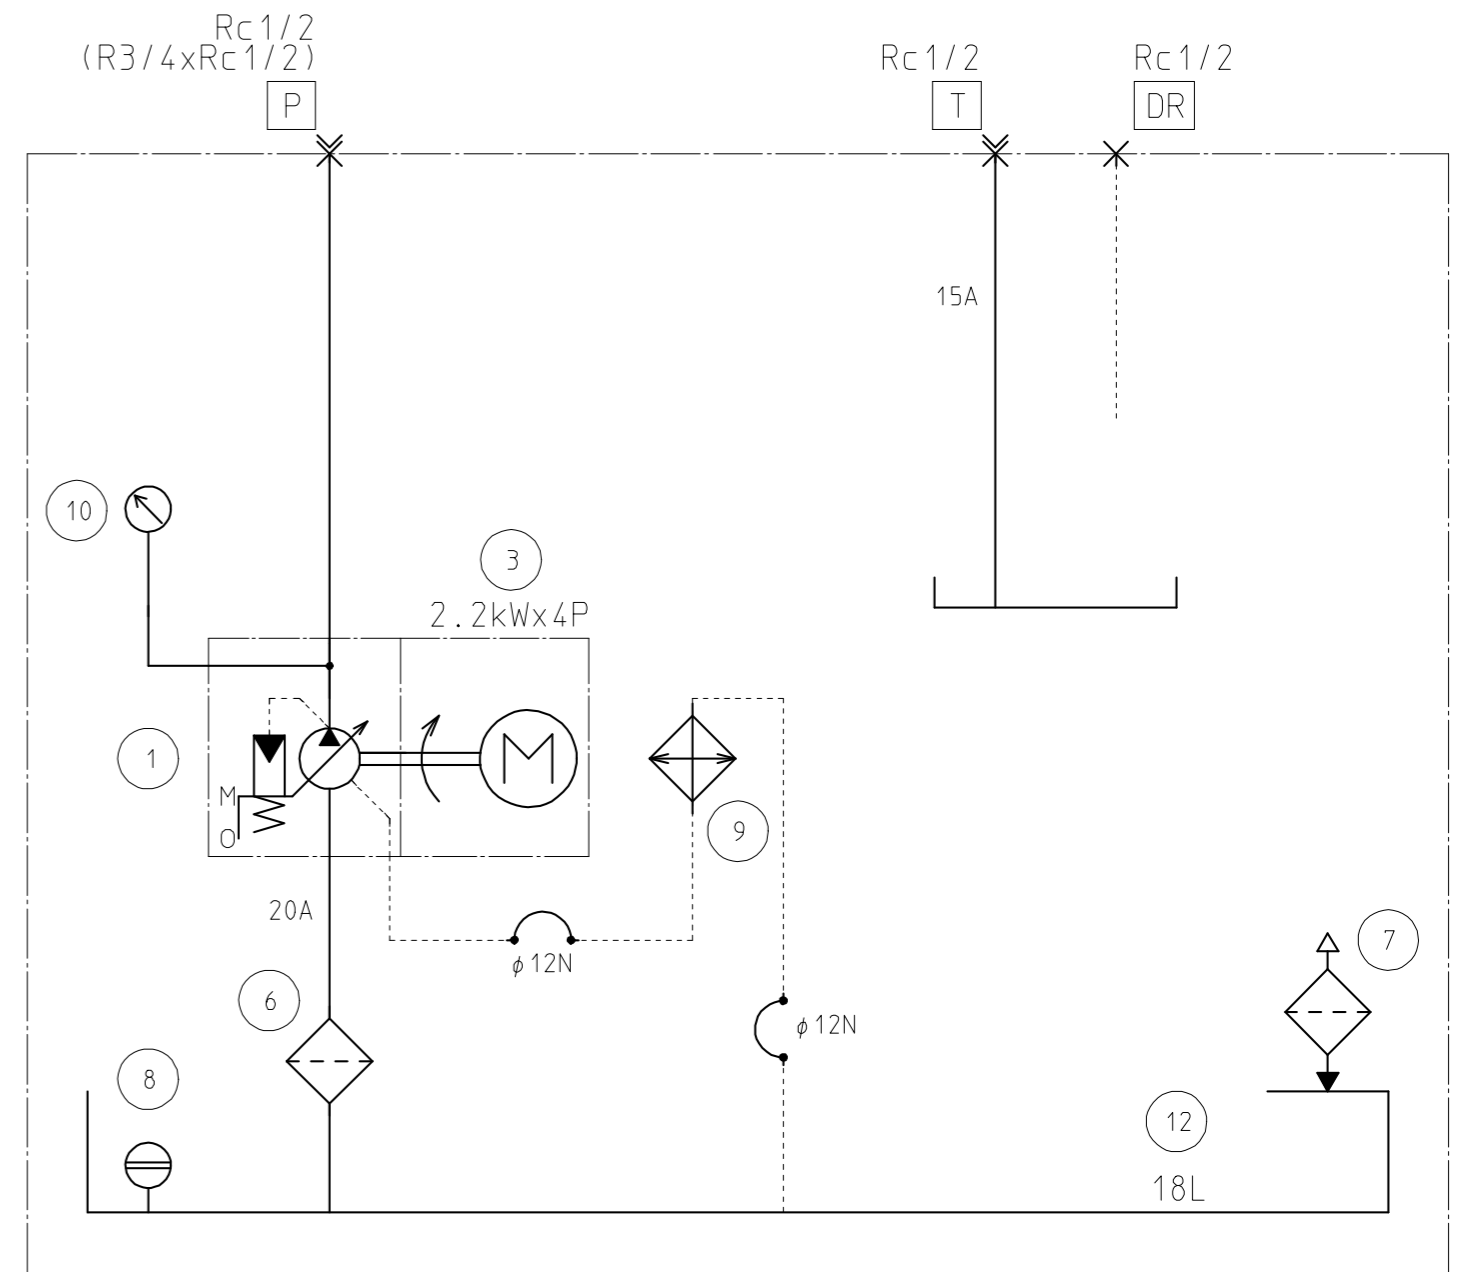 Rc1/2
(R3/4xRc1/2)
P
Rc1/2
T
Rc1/2
DR
15A
10
3
2.2kWx4P
1
M
O
M
9
20A
φ12N
6
7
φ12N
8
12
18L